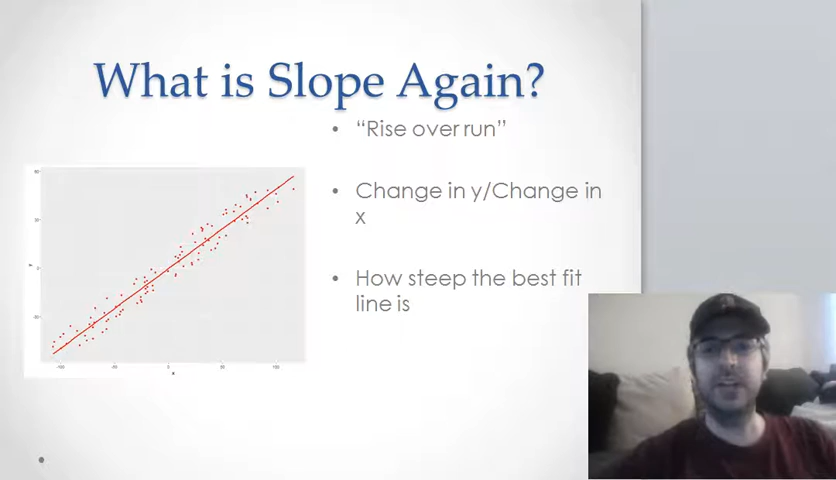 What is Slope Again?
• “Rise over run”
• Change in y/Change in
x
• How steep the best fit
line is